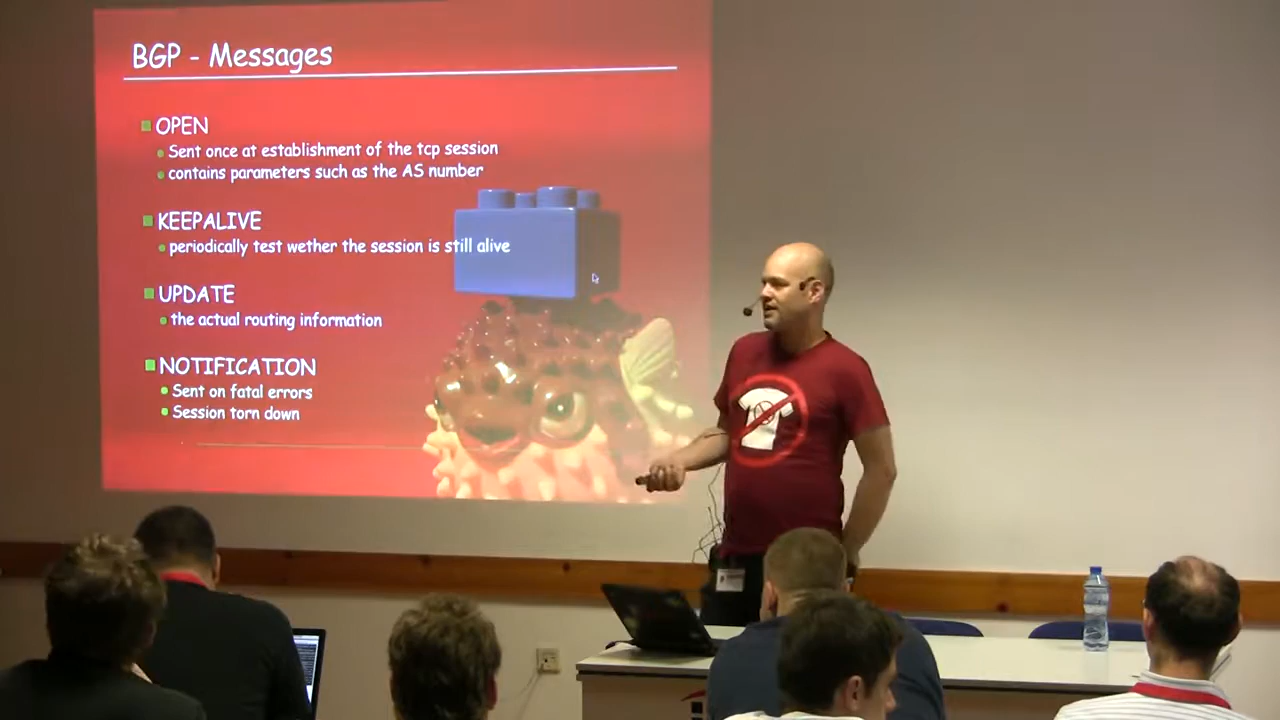 BGP - Messages
OPEN
Sent once at establishment of the tcp session
contains parameters such as the AS number
KEEPALIVE
periodically test wether the session is still alive
UPDATE
the actual routing information
NOTIFICATION
Sent on fatal errors
Session torn down